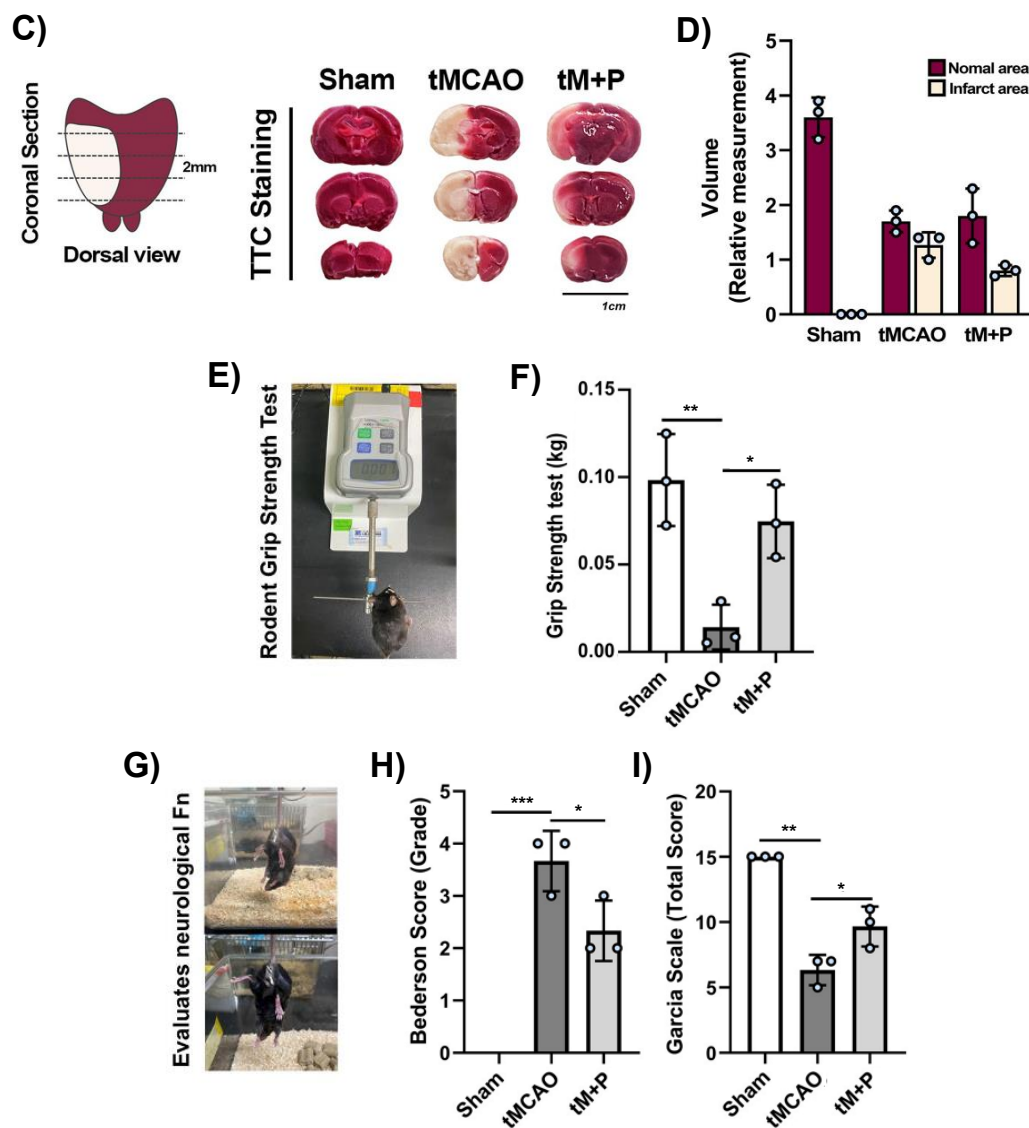 C)
Coronal Section
2mm
Dorsal view
TTC Staining
Sham
tMCAO
tM+P
1cm
D)
Volume
(Relative measurement)
5
4
3
2
1
0
Nomal area
Infarct area
Sham
tMCAO
tM+P
E)
Rodent Grip Strength Test
F)
Grip Strength test (kg)
0.15
0.10
0.05
0.00
**
*
Sham
tMCAO
tM+P
G)
Evaluates neurological Fn
H)
Bederson Score (Grade)
5
4
3
2
1
0
***
*
Sham
tMCAO
tM+P
I)
Garcia Scale (Total Score)
20
15
10
5
0
**
*
Sham
tMCAO
tM+P